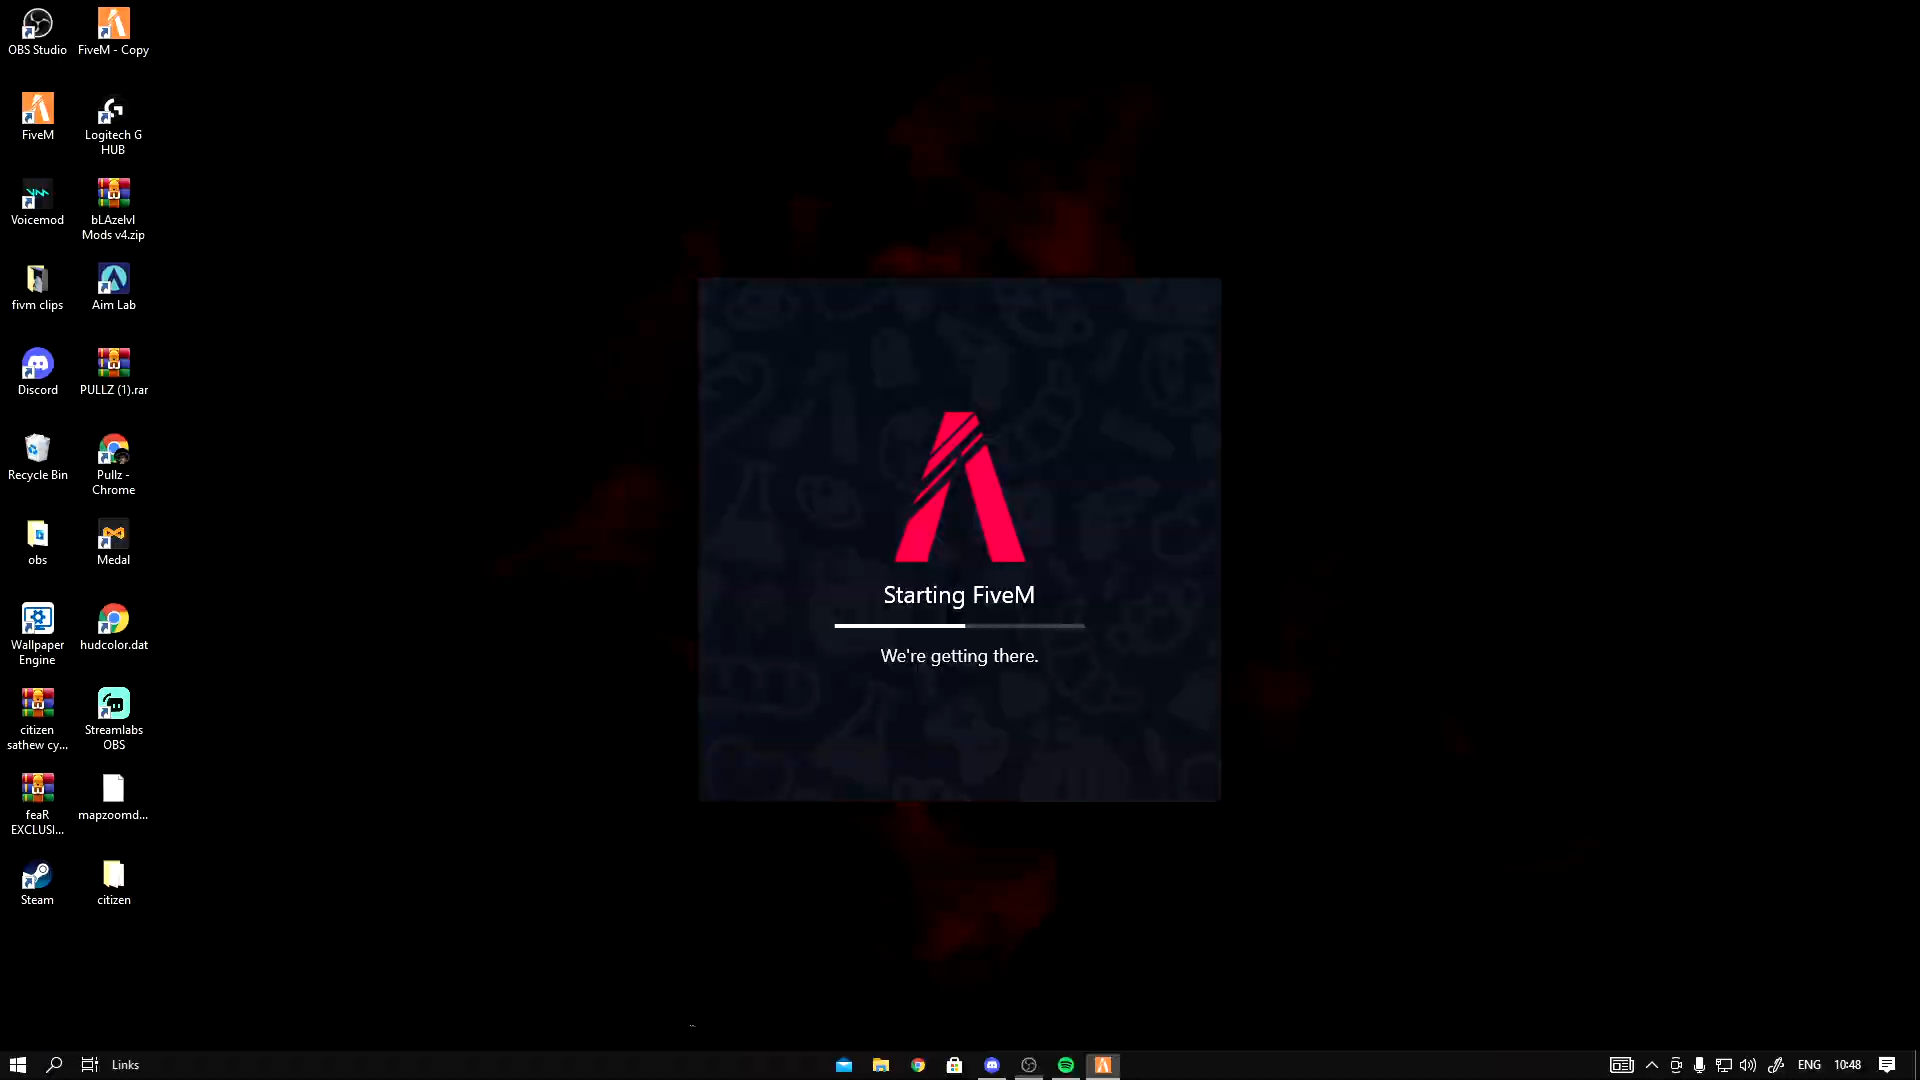 OBS Studio
FiveM - Copy
FiveM
Logitech G
HUB
Voicemod
bLAzelvl
Mods v4.zip
fivm clips
Aim Lab
Discord
PULLZ (1).rar
Recycle Bin
Pullz -
Chrome
obs
Medal
Wallpaper
Engine
hudcolor.dat
citizen
sathew cy...
Streamlabs
OBS
feaR
EXCLUSI...
mapzoomd...
Steam
citizen
Starting FiveM
We're getting there.
Links
ENG
10:48